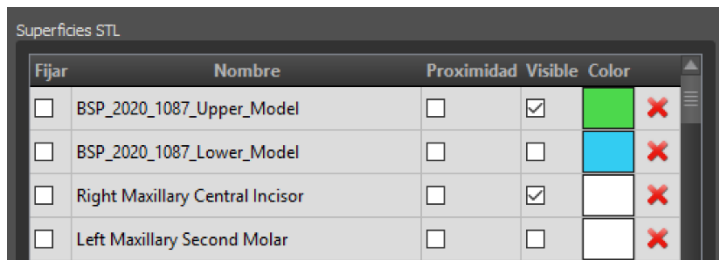 Superficies STL
Fijar Nombre Proximidad Visible Color
BSP_2020_1087_Upper_Model
BSP_2020_1087_Lower_Model
Right Maxillary Central Incisor
Left Maxillary Second Molar